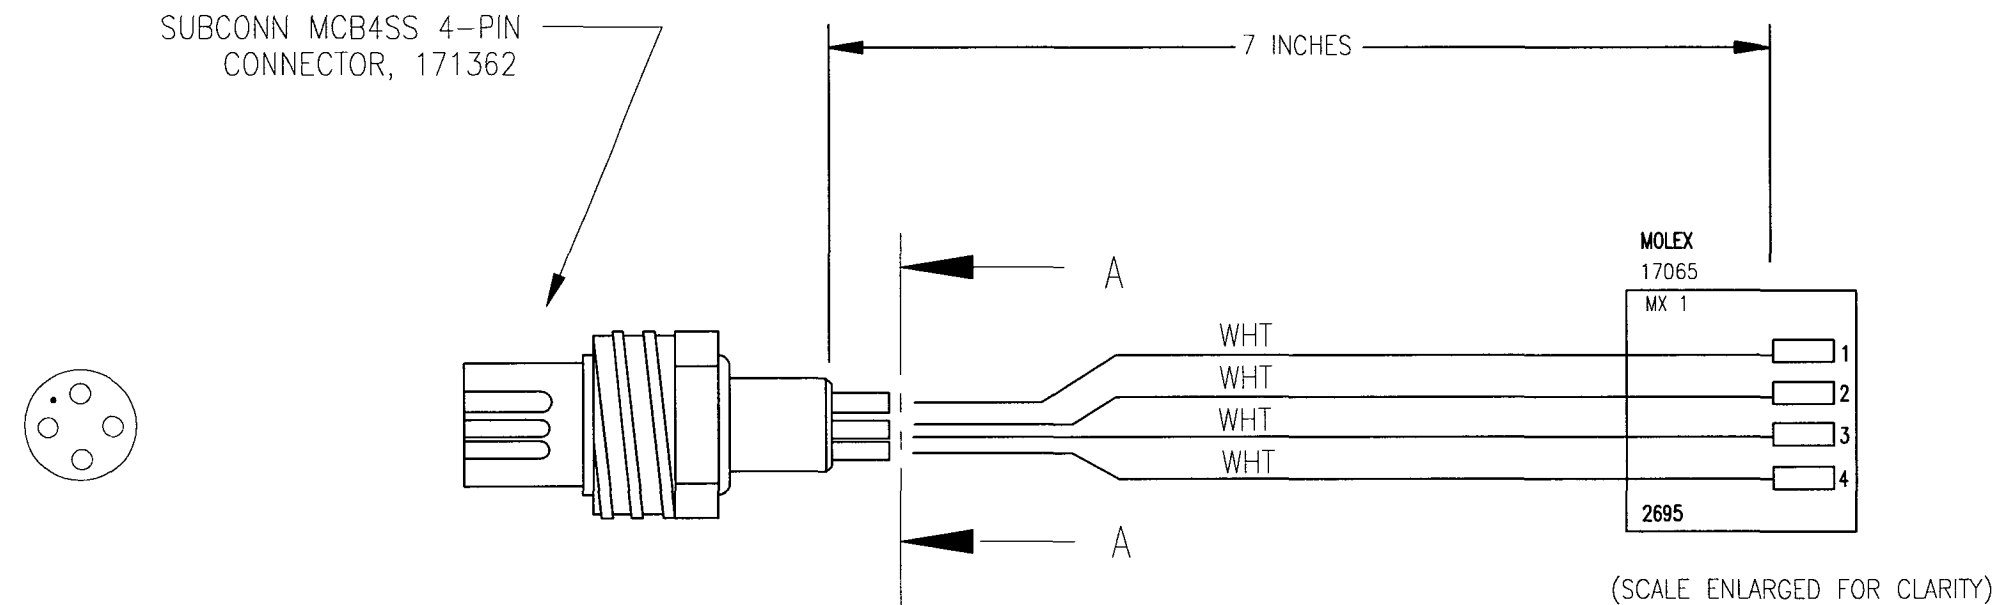 SUBCONN MCB4SS 4-PIN
CONNECTOR, 171362
7 INCHES
A
MOLEX
17065
MX 1
WHT
1
WHT
2
WHT
3
WHT
4
2695
A
(SCALE ENLARGED FOR CLARITY)